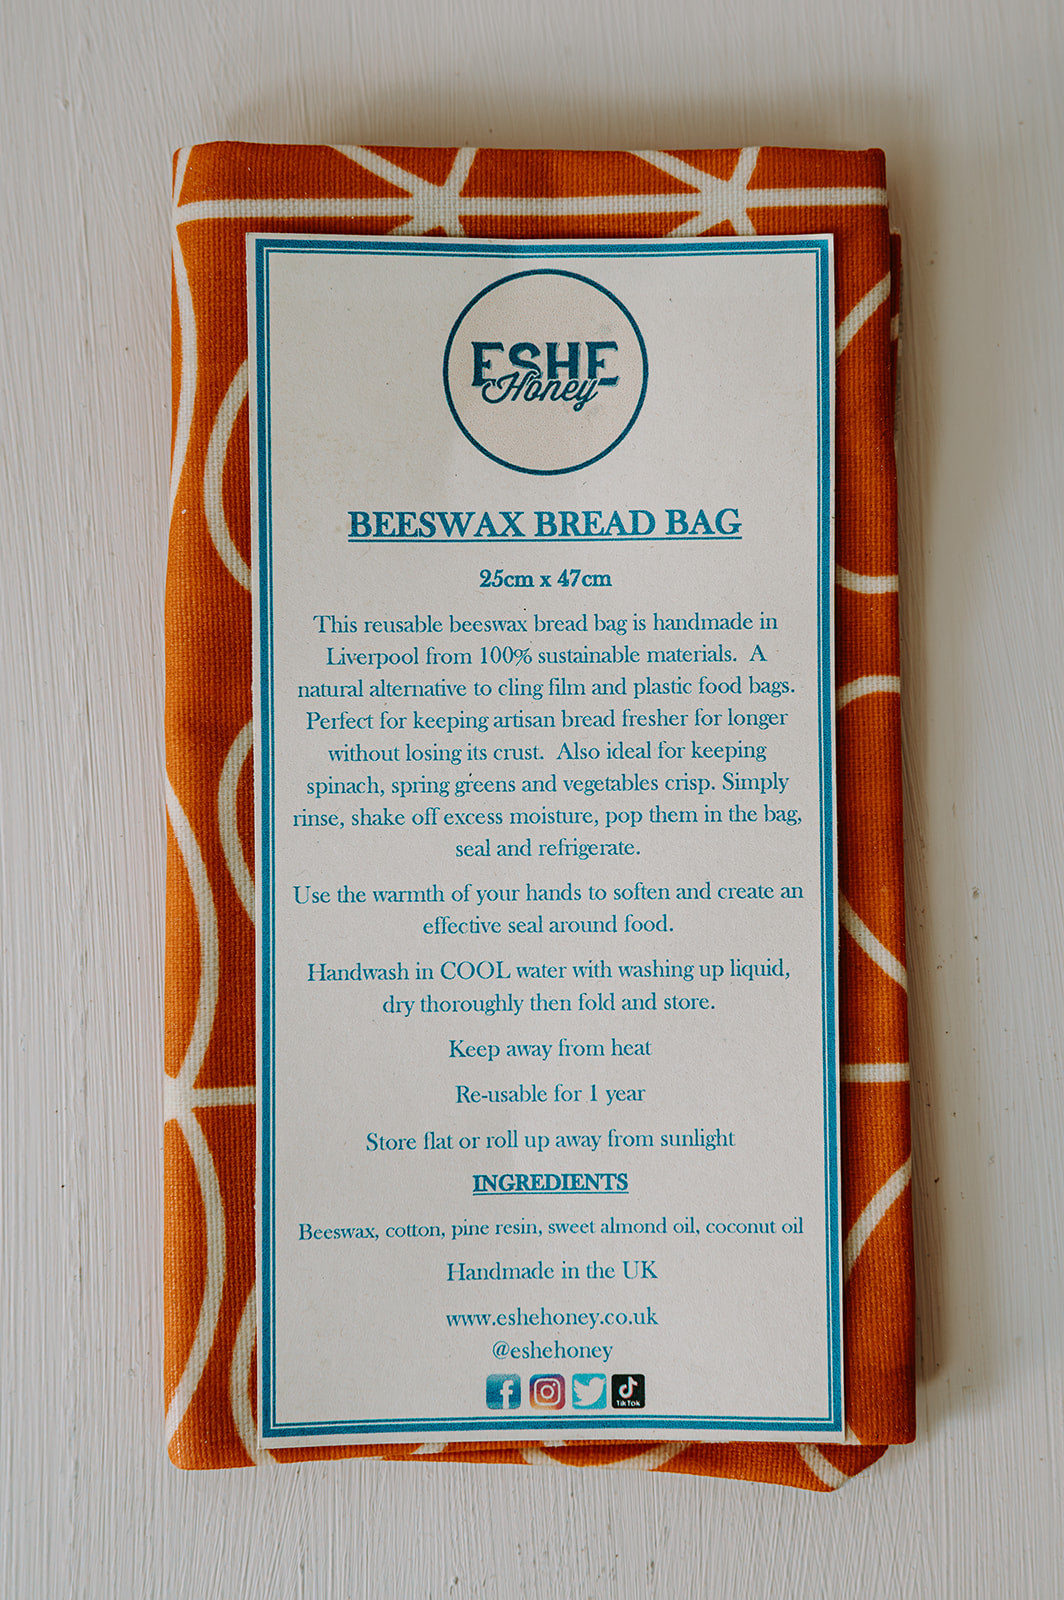 ESHE
Honey
BEESWAX BREAD BAG
25cm x 47cm
This reusable beeswax bread bag is handmade in
Liverpool from 100% sustainable materials. A
natural alternative to cling film and plastic food bags.
Perfect for keeping artisan bread fresher for longer
without losing its crust. Also ideal for keeping
spinach, spring greens and vegetables crisp. Simply
rinse, shake off excess moisture, pop them in the bag,
seal and refrigerate.
Use the warmth of your hands to soften and create an
effective seal around food.
Handwash in COOL water with washing up liquid,
dry thoroughly then fold and store.
Keep away from heat
Re-usable for 1 year
Store flat or roll up away from sunlight
INGREDIENTS
Beeswax, cotton, pine resin, sweet almond oil, coconut oil
Handmade in the UK
www.eshehoney.co.uk
@eshehoney
TikTok